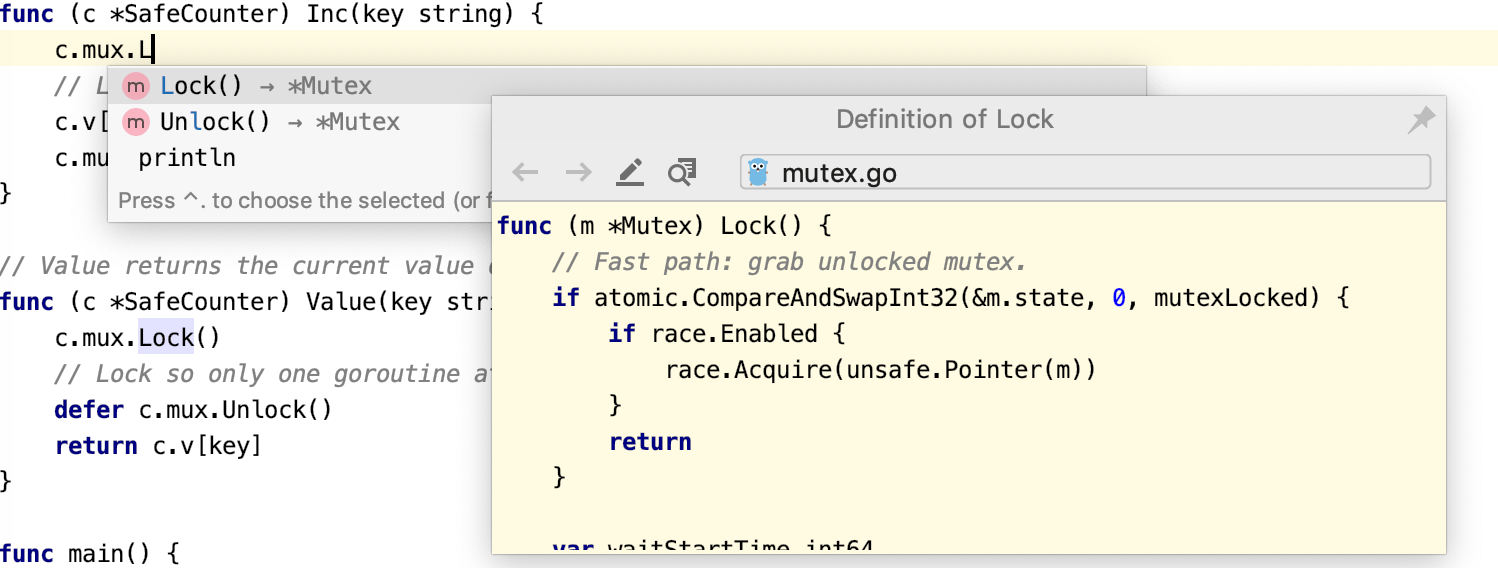 func (c *SafeCounter) Inc(key string) {
c.mux.L
// L
m Lock() → *Mutex
c.v[
m Unlock() → *Mutex
c.mu
println
}
Press ^. to choose the selected (or f
// Value returns the current value
func (c *SafeCounter) Value(key stri
c.mux.Lock()
// Lock so only one goroutine a
defer c.mux.Unlock()
return c.v[key]
}
func main() {
Definition of Lock
mutex.go
func (m *Mutex) Lock() {
// Fast path: grab unlocked mutex.
if atomic.CompareAndSwapInt32(&m.state, 0, mutexLocked) {
if race.Enabled {
race.Acquire(unsafe.Pointer(m))
}
return
}
var waitStartTime int64